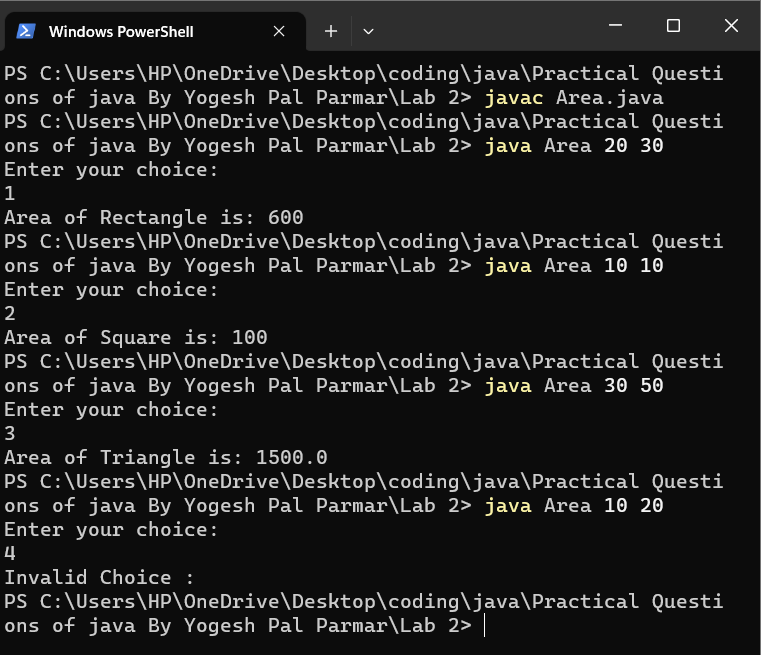 Windows PowerShell
PS C:\Users\HP\OneDrive\Desktop\coding\java\Practical Questi
ons of java By Yogesh Pal Parmar\Lab 2> javac Area.java
PS C:\Users\HP\OneDrive\Desktop\coding\java\Practical Questi
ons of java By Yogesh Pal Parmar\Lab 2> java Area 20 30
Enter your choice:
1
Area of Rectangle is: 600
PS C:\Users\HP\OneDrive\Desktop\coding\java\Practical Questi
ons of java By Yogesh Pal Parmar\Lab 2> java Area 10 10
Enter your choice:
2
Area of Square is: 100
PS C:\Users\HP\OneDrive\Desktop\coding\java\Practical Questi
ons of java By Yogesh Pal Parmar\Lab 2> java Area 30 50
Enter your choice:
3
Area of Triangle is: 1500.0
PS C:\Users\HP\OneDrive\Desktop\coding\java\Practical Questi
ons of java By Yogesh Pal Parmar\Lab 2> java Area 10 20
Enter your choice:
4
Invalid Choice :
PS C:\Users\HP\OneDrive\Desktop\coding\java\Practical Questi
ons of java By Yogesh Pal Parmar\Lab 2>